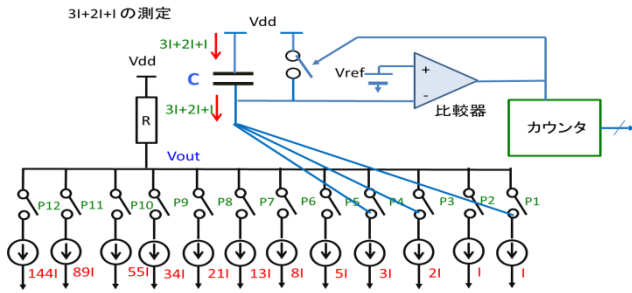 3I+2I+I の測定
Vdd
3I+2I+I
Vdd
C
Vref
+
-
比較器
カウンタ
3I+2I+I
R
Vout
P12
P11
P10
P9
P8
P7
P6
P5
P4
P3
P2
P1
144I
89I
55I
34I
21I
13I
8I
5I
3I
2I
I
I